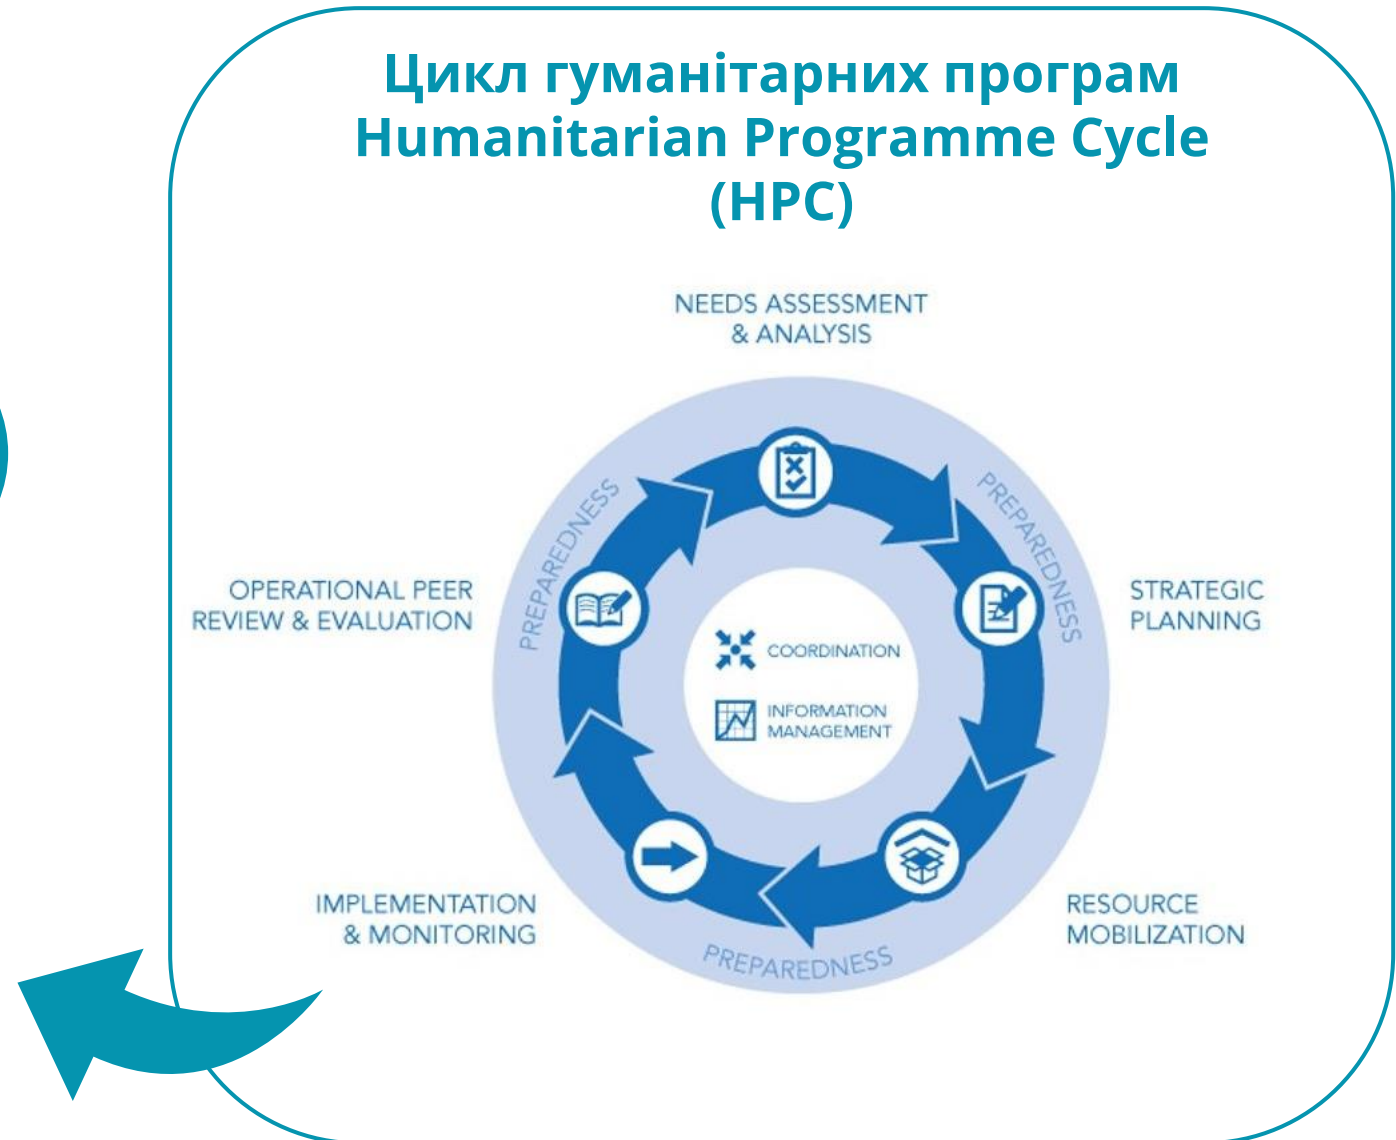 Цикл гуманітарних програм
Humanitarian Programme Cycle
(HPC)
NEEDS ASSESSMENT
& ANALYSIS
PREPAREDNESS
PREPAREDNESS
OPERATIONAL PEER
REVIEW & EVALUATION
STRATEGIC
PLANNING
COORDINATION
INFORMATION
MANAGEMENT
IMPLEMENTATION
& MONITORING
RESOURCE
MOBILIZATION
PREPAREDNESS